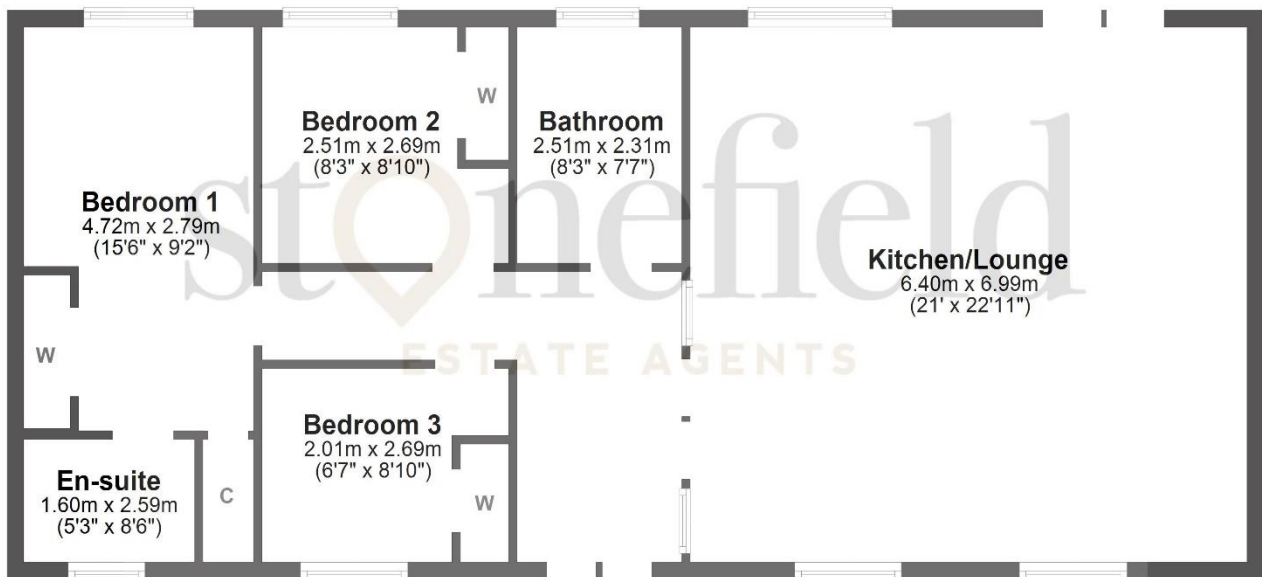 Bedroom 1
4.72m x 2.79m
(15'6" x 9'2")
W
Bedroom 2
2.51m x 2.69m
(8'3" x 8'10")
W
Bathroom
2.51m x 2.31m
(8'3" x 7'7")
Kitchen/Lounge
6.40m x 6.99m
(21' x 22'11")
stonefield
ESTATE AGENTS
En-suite
1.60m x 2.59m
(5'3" x 8'6")
C
Bedroom 3
2.01m x 2.69m
(6'7" x 8'10")
W